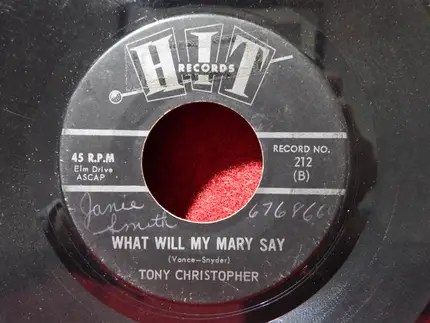 HIT
RECORDS
45 R.P.M
Elm Drive
ASCAP
RECORD NO.
212
(B)
Janie
Smith
676866
WHAT WILL MY MARY SAY
(Vance—Snyder)
TONY CHRISTOPHER